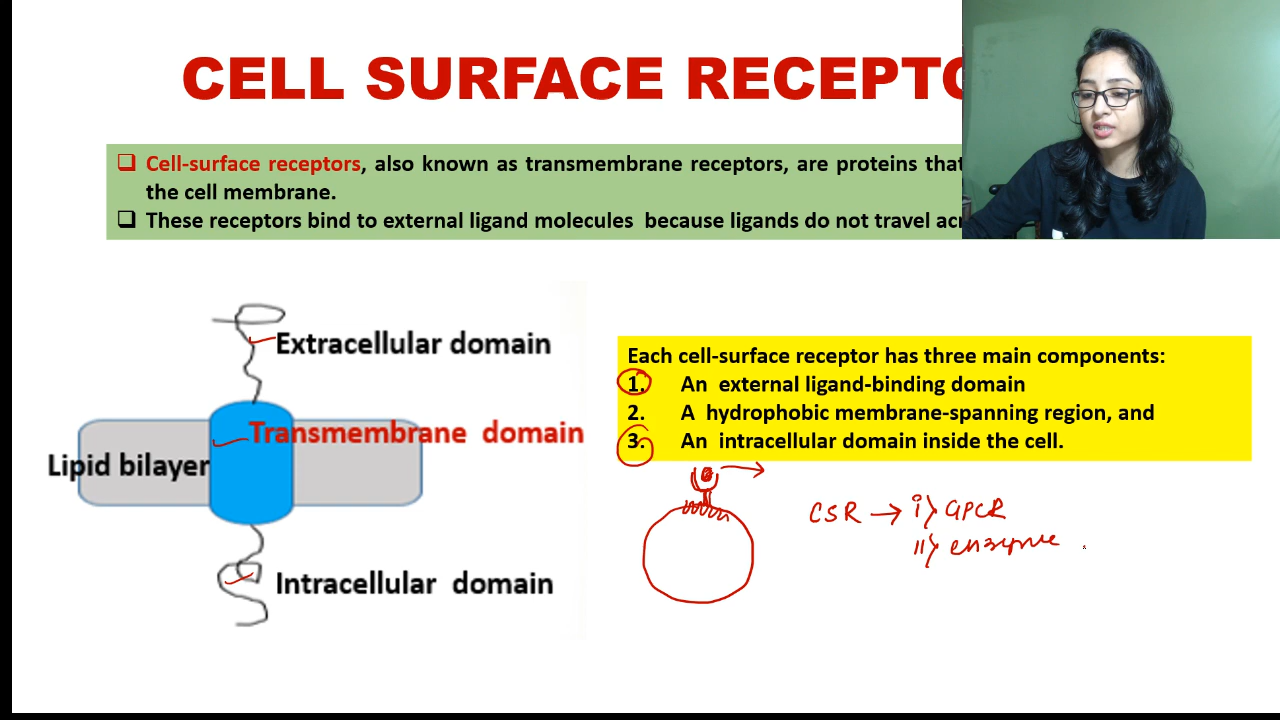 CELL SURFACE RECEPTO
❑ Cell-surface receptors, also known as transmembrane receptors, are proteins that
the cell membrane.
❑ These receptors bind to external ligand molecules because ligands do not travel acr
Extracellular domain
Transmembrane domain
Lipid bilayer
Intracellular domain
Each cell-surface receptor has three main components:
1. An external ligand-binding domain
2. A hydrophobic membrane-spanning region, and
3. An intracellular domain inside the cell.
CSR → i) GPCR
ii) enzyme